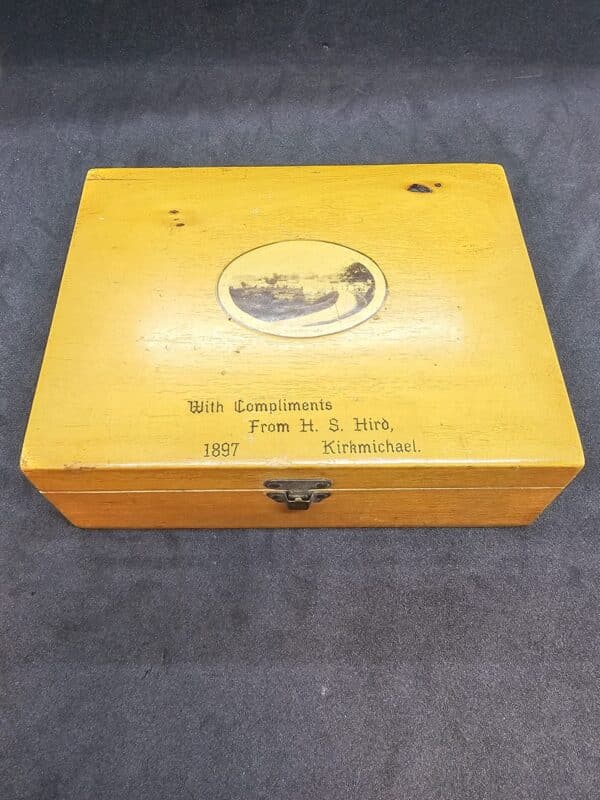 With Compliments
From H. S. Hird,
1897 Kirkmichael.